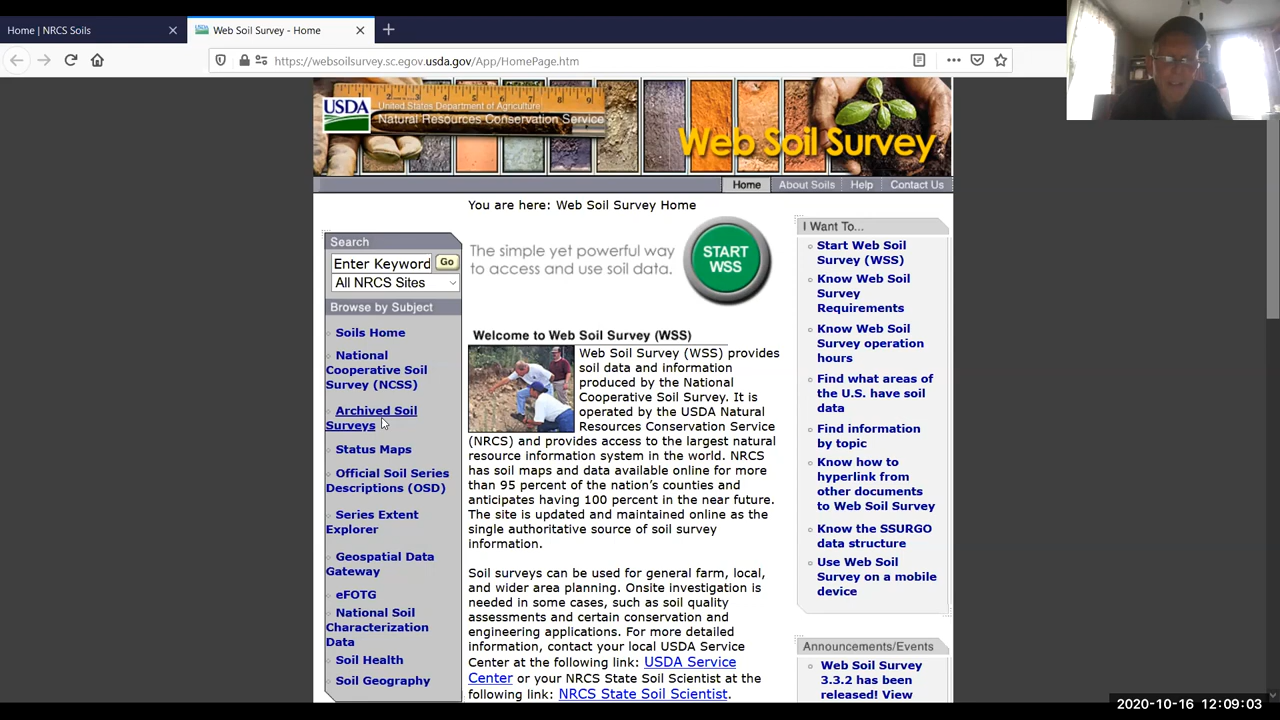 Home | NRCS Soils
Web Soil Survey - Home
https://websoilsurvey.sc.egov.usda.gov/App/HomePage.htm
USDA
United States Department of Agriculture
Natural Resources Conservation Service
Web Soil Survey
Home
About Soils
Help
Contact Us
You are here: Web Soil Survey Home
Search
Enter Keyword
Go
All NRCS Sites
Browse by Subject
Soils Home
National
Cooperative Soil
Survey (NCSS)
Archived Soil
Surveys
Status Maps
Official Soil Series
Descriptions (OSD)
Series Extent
Explorer
Geospatial Data
Gateway
eFOTG
National Soil
Characterization
Data
Soil Health
Soil Geography
The simple yet powerful way
to access and use soil data.
START
WSS
Welcome to Web Soil Survey (WSS)
Web Soil Survey (WSS) provides
soil data and information
produced by the National
Cooperative Soil Survey. It is
operated by the USDA Natural
Resources Conservation Service
(NRCS) and provides access to the largest natural
resource information system in the world. NRCS
has soil maps and data available online for more
than 95 percent of the nation's counties and
anticipates having 100 percent in the near future.
The site is updated and maintained online as the
single authoritative source of soil survey
information.
Soil surveys can be used for general farm, local,
and wider area planning. Onsite investigation is
needed in some cases, such as soil quality
assessments and certain conservation and
engineering applications. For more detailed
information, contact your local USDA Service
Center at the following link: USDA Service
Center or your NRCS State Soil Scientist at the
following link: NRCS State Soil Scientist.
I Want To...
Start Web Soil
Survey (WSS)
Know Web Soil
Survey
Requirements
Know Web Soil
Survey operation
hours
Find what areas of
the U.S. have soil
data
Find information
by topic
Know how to
hyperlink from
other documents
to Web Soil Survey
Know the SSURGO
data structure
Use Web Soil
Survey on a mobile
device
Announcements/Events
Web Soil Survey
3.3.2 has been
released! View
2020-10-16 12:09:03